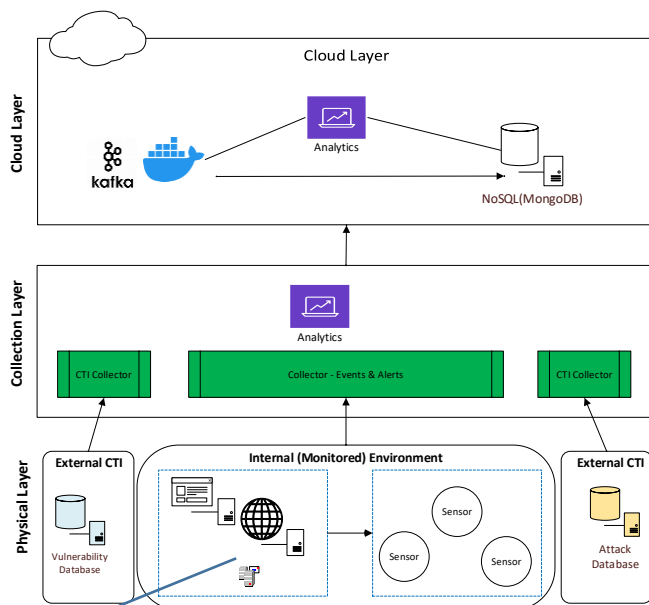 Cloud Layer
Cloud Layer
Analytics
kafka
NoSQL(MongoDB)
Collection Layer
Analytics
CTI Collector
Collector - Events & Alerts
CTI Collector
Physical Layer
External CTI
Internal (Monitored) Environment
External CTI
Sensor
Sensor
Sensor
Vulnerability
Database
Attack
Database